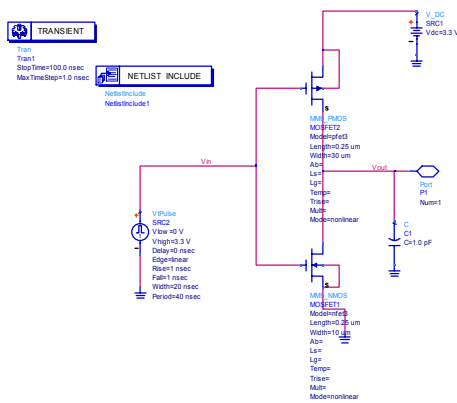 TRANSIENT
Tran
Tran1
StopTime=100.0 nsec
MaxTimeStep=1.0 nsec
NETLIST INCLUDE
NetlistInclude
NetlistInclude1
V_DC
SRC1
Vdc=3.3 V
S
MM9_PMOS
MOSFET2
Model=pfet3
Length=0.25 um
Width=30 um
Ab=
Ls=
Lg=
Temp=
Trise=
Mult=
Mode=nonlinear
Vin
Vout
Port
P1
Num=1
VtPulse
SRC2
Vlow=0 V
Vhigh=3.3 V
Delay=0 nsec
Edge=linear
Rise=1 nsec
Fall=1 nsec
Width=20 nsec
Period=40 nsec
C
C1
C=1.0 pF
S
MM9_NMOS
MOSFET1
Model=nfet3
Length=0.25 um
Width=10 um
Ab=
Ls=
Lg=
Temp=
Trise=
Mult=
Mode=nonlinear